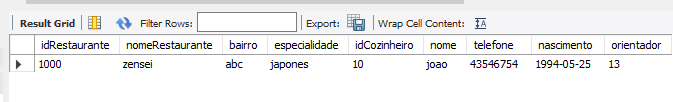 Result Grid Filter Rows: Export: Wrap Cell Content:
idRestaurante nomeRestaurante bairro especialidade idCozinheiro nome telefone nascimento orientador
1000 zensei abc japones 10 joao 43546754 1994-05-25 13